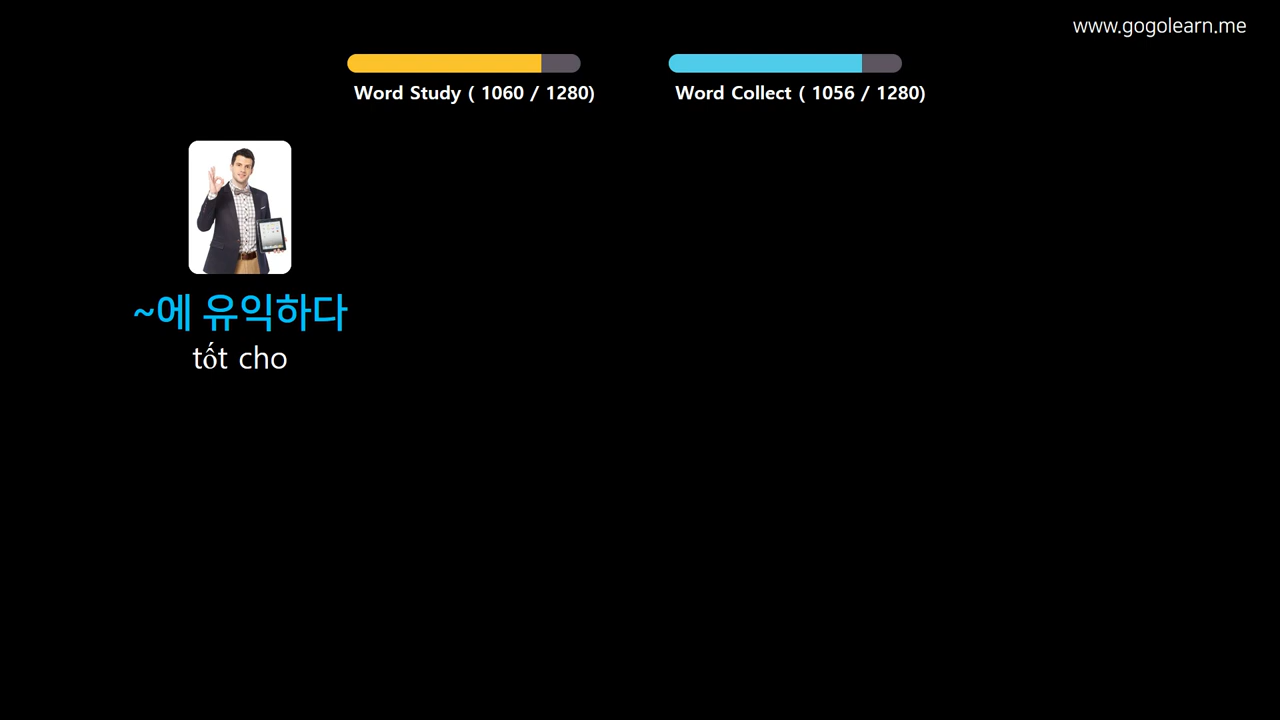 www.gogolearn.me
Word Study ( 1060 / 1280)
Word Collect ( 1056 / 1280)
~에 유익하다
tốt cho